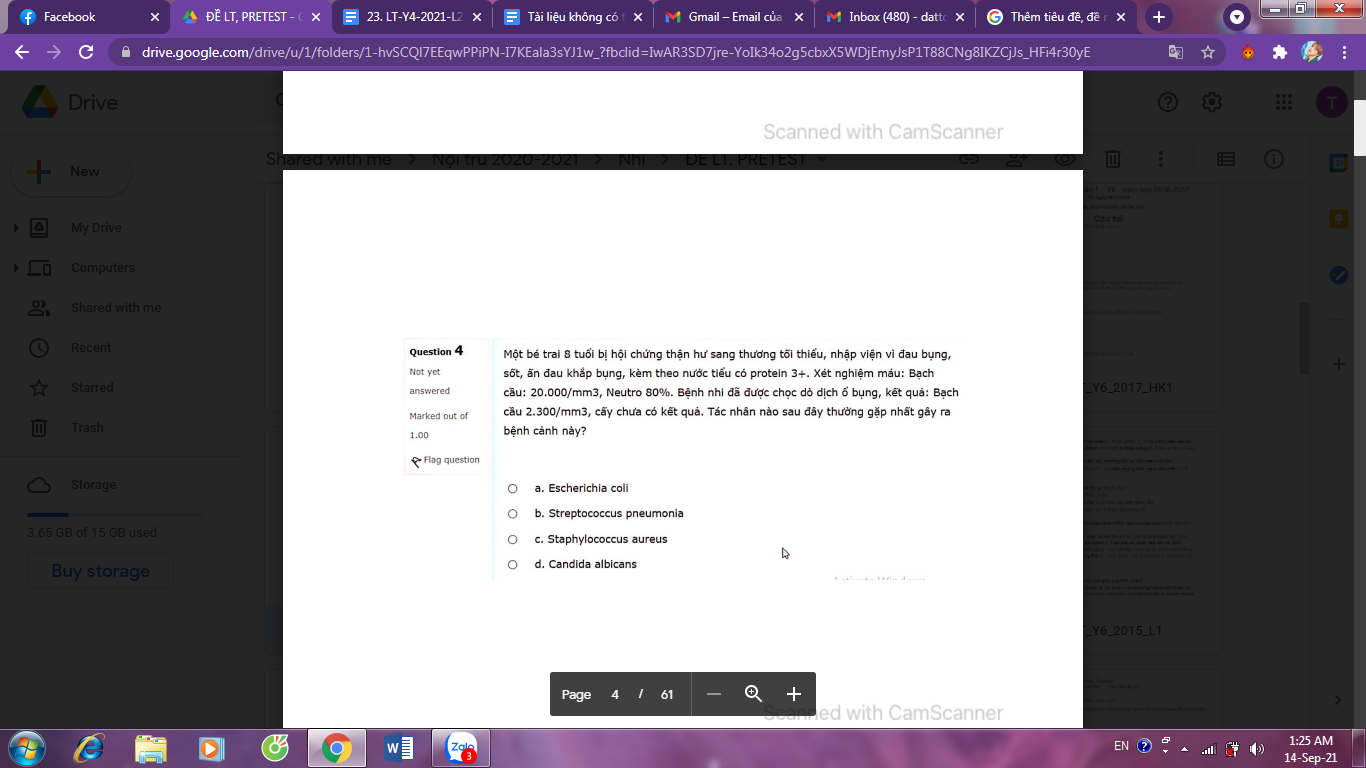 Facebook
ĐỀ LT, PRETEST - G
23. LT-Y4-2021-L2
Tài liệu không có t
Gmail – Email của
Inbox (480) - datto
Thêm tiêu đề, đề r
drive.google.com/drive/u/1/folders/1-hvSCQI7EEqwPPiPN-I7KEala3sYJ1w_?fbclid=IwAR3SD7jre-YoIk34o2g5cbxX5WDjEmyJsP1T88CNg8IKZCjJs_HFi4r30yE
Drive
T
Scanned with CamScanner
Shared with me
Nội trú 2020-2021
Nhi
ĐỀ LT, PRETEST
New
My Drive
Computers
Shared with me
Recent
Starred
Trash
Storage
3.65 GB of 15 GB used
Buy storage
Câu hỏi
_Y6_2017_HK1
_Y6_2015_L1
Question 4
Not yet
answered
Marked out of
1.00
Flag question
Một bé trai 8 tuổi bị hội chứng thận hư sang thương tối thiểu, nhập viện vì đau bụng,
sốt, ấn đau khắp bụng, kèm theo nước tiểu có protein 3+. Xét nghiệm máu: Bạch
cầu: 20.000/mm3, Neutro 80%. Bệnh nhi đã được chọc dò dịch ổ bụng, kết quả: Bạch
cầu 2.300/mm3, cấy chưa có kết quả. Tác nhân nào sau đây thường gặp nhất gây ra
bệnh cảnh này?
a. Escherichia coli
b. Streptococcus pneumonia
c. Staphylococcus aureus
d. Candida albicans
Page 4 / 61
Scanned with CamScanner
Zalo
3
EN
1:25 AM
14-Sep-21